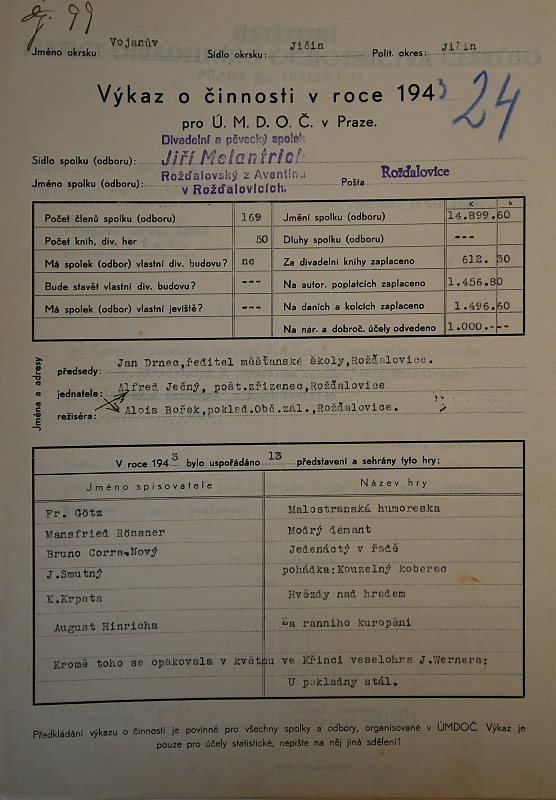 čj. 99
Jméno okrsku Vojanův Sídlo okrsku: Jičín Polit. okres: Jičín
Výkaz o činnosti v roce 1943
24
pro Ú. M. D. O. Č. v Praze.
Divadelní a pěvecký spolek
Sídlo spolku (odboru): Jiří Melantrich
Jméno spolku (odboru): Rožďalovský z Aventinu Pošta Rožďalovice
v Rožďalovicích.
K h
Počet členů spolku (odboru) 169 Jmění spolku (odboru) 14.899.60
Počet knih, div. her 50 Dluhy spolku (odboru) ---
Má spolek (odbor) vlastní div. budovu? ne Za divadelní knihy zaplaceno 612. 30
Bude stavět vlastní div. budovu? --- Na autor. poplatcích zaplaceno 1.456.80
Má spolek (odbor) vlastní jeviště? --- Na daních a kolcích zaplaceno 1.496.60
Na nár. a dobroč. účely odvedeno 1.000.---
Jména a adresy
předsedy: Jan Drnec,ředitel měšťanské školy,Rožďalovice.
jednatele: Alfred Ječný, pošt.zřízenec,Rožďalovice
režiséra: Alois Bořek,poklad.Obč.zál.,Rožďalovice.
V roce 1943 bylo uspořádáno 13 představení a sehrány tyto hry:
Jméno spisovatele Název hry
Fr. Götz Malostranská humoreska
Mansfried Rössner Modrý démant
Bruno Corra-Nový Jedenáctý v řadě
J.Smutný pohádka:Kouzelný koberec
K.Krpata Hvězdy nad hradem
August Hinrichs Za ranního kuropění
Kromě toho se opakovala v květnu ve Křinci veselohra J.Wernera:
U pokladny stál.
Předkládání výkazu o činnosti je povinné pro všechny spolky a odbory, organisované v ÚMDOČ. Výkaz je
pouze pro účely statistické, nepište na něj jiná sdělení!